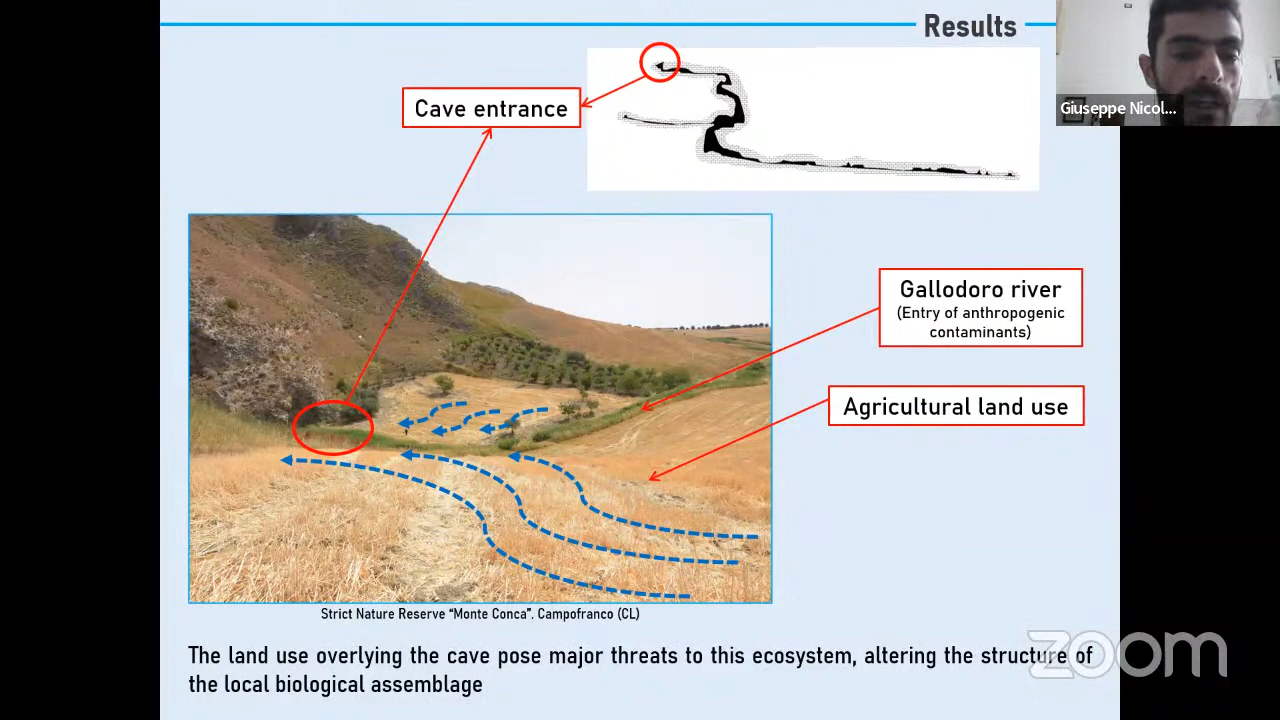 Results
Cave entrance
Giuseppe Nicol...
Gallodoro river
(Entry of anthropogenic
contaminants)
Agricultural land use
Strict Nature Reserve “Monte Conca”. Campofranco (CL)
The land use overlying the cave pose major threats to this ecosystem, altering the structure of
the local biological assemblage
zoom